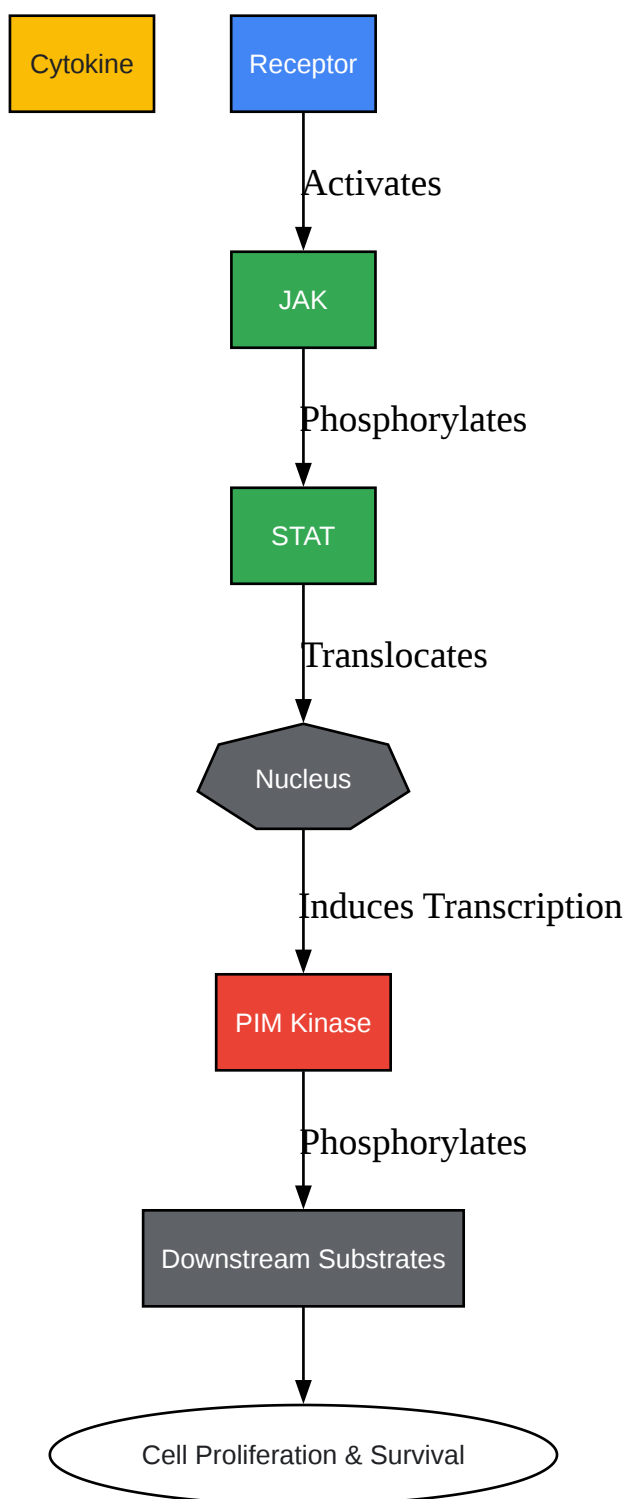 Cytokine
Receptor
Activates
JAK
Phosphorylates
STAT
Translocates
Nucleus
Induces Transcription
PIM Kinase
Phosphorylates
Downstream Substrates
Cell Proliferation & Survival